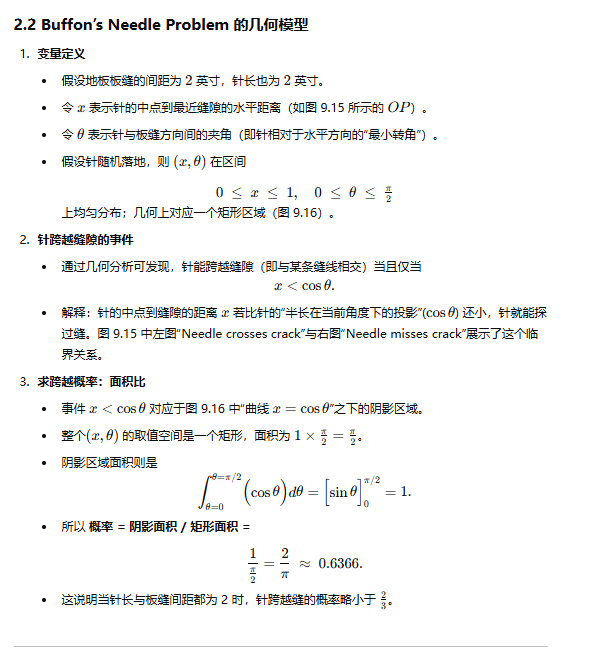 2.2 Buffon's Needle Problem 的几何模型
1. 变量定义
• 假设地板板缝的间距为 2 英寸，针长也为 2 英寸。
• 令 x 表示针的中点到最近缝隙的水平距离（如图 9.15 所示的 OP）。
• 令 θ 表示针与板缝方向间的夹角（即针相对于水平方向的“最小转角”）。
• 假设针随机落地，则 (x, θ) 在区间
0 ≤ x ≤ 1, 0 ≤ θ ≤ π/2
上均匀分布；几何上对应一个矩形区域（图 9.16）。
2. 针跨越缝隙的事件
• 通过几何分析可发现，针能跨越缝隙（即与某条缝线相交）当且仅当
x < cos θ.
• 解释：针的中点到缝隙的距离 x 若比针的“半长在当前角度下的投影”(cos θ) 还小，针就能探
过缝。图 9.15 中左图“Needle crosses crack”与右图“Needle misses crack”展示了这个临
界关系。
3. 求跨越概率：面积比
• 事件 x < cos θ 对应于图 9.16 中“曲线 x = cos θ”之下的阴影区域。
• 整个(x, θ) 的取值空间是一个矩形，面积为 1 × π/2 = π/2。
• 阴影区域面积则是
∫_{θ=0}^{θ=π/2} (cos θ) dθ = [sin θ]_0^{π/2} = 1.
• 所以 概率 = 阴影面积 / 矩形面积 =
1/(π/2) = 2/π ≈ 0.6366.
• 这说明当针长与板缝间距都为 2 时，针跨越缝的概率略小于 2/3。